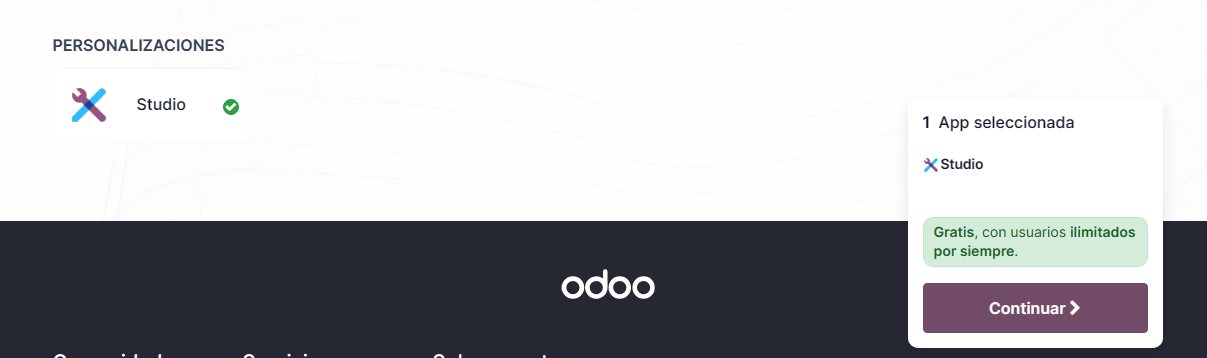 PERSONALIZACIONES
Studio
1 App seleccionada
Studio
Gratis, con usuarios ilimitados
por siempre.
Continuar
odoo